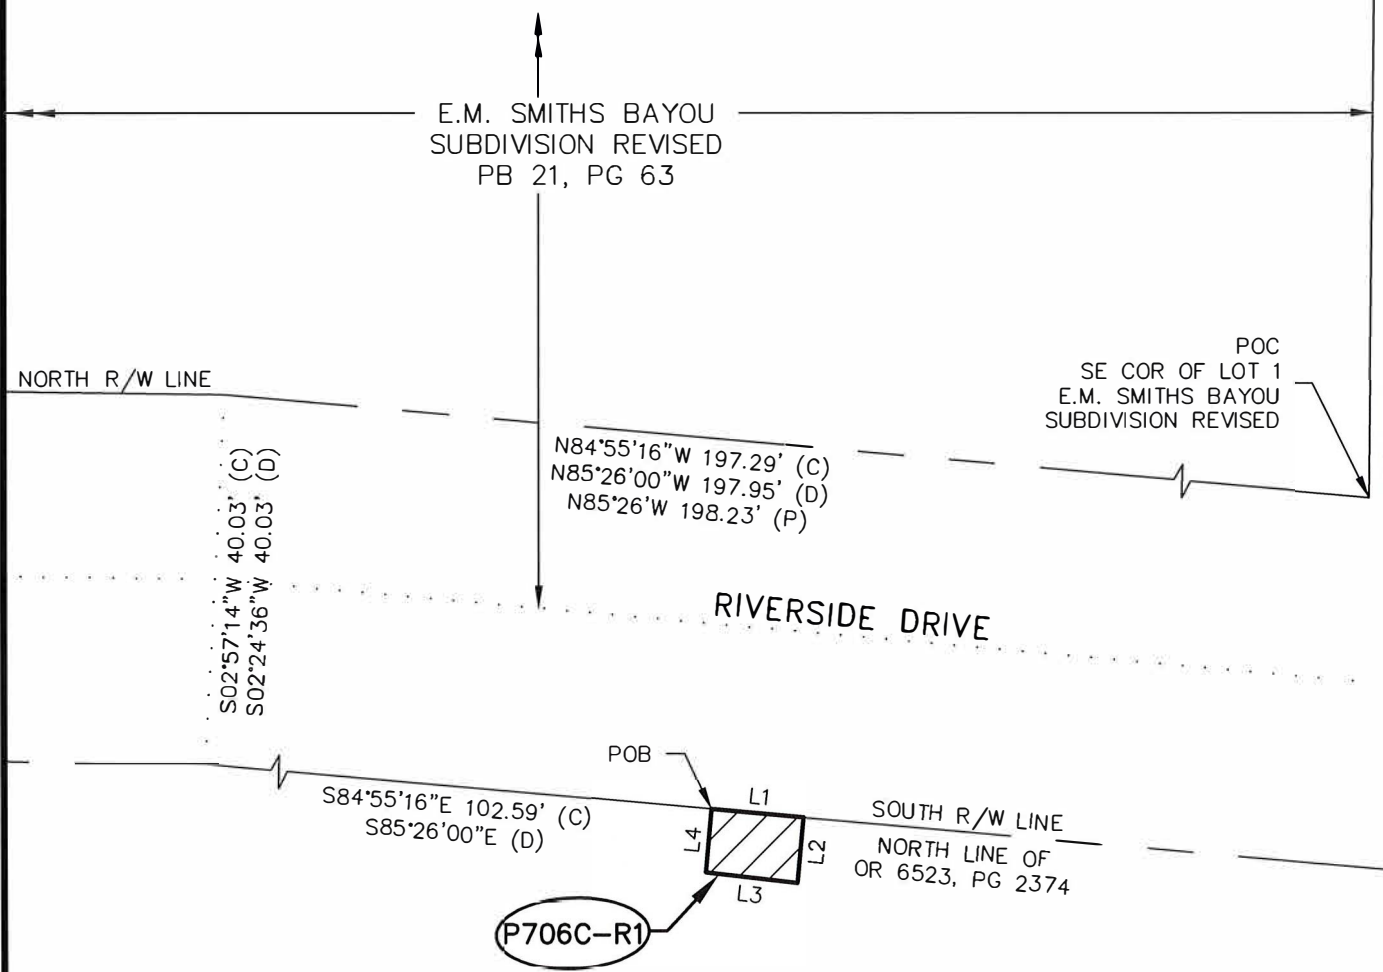 E.M. SMITHS BAYOU
SUBDIVISION REVISED
PB 21, PG 63
POC
SE COR OF LOT 1
E.M. SMITHS BAYOU
SUBDIVISION REVISED
NORTH R/W LINE
N84°55'16"W 197.29' (C)
N85°26'00"W 197.95' (D)
N85°26'W 198.23' (P)
S02°57'14"W 40.03' (C)
S02°24'36"W 40.03' (D)
RIVERSIDE DRIVE
POB
S84°55'16"E 102.59' (C)
S85°26'00"E (D)
L1
L4
L2
L3
SOUTH R/W LINE
NORTH LINE OF
OR 6523, PG 2374
P706C-R1